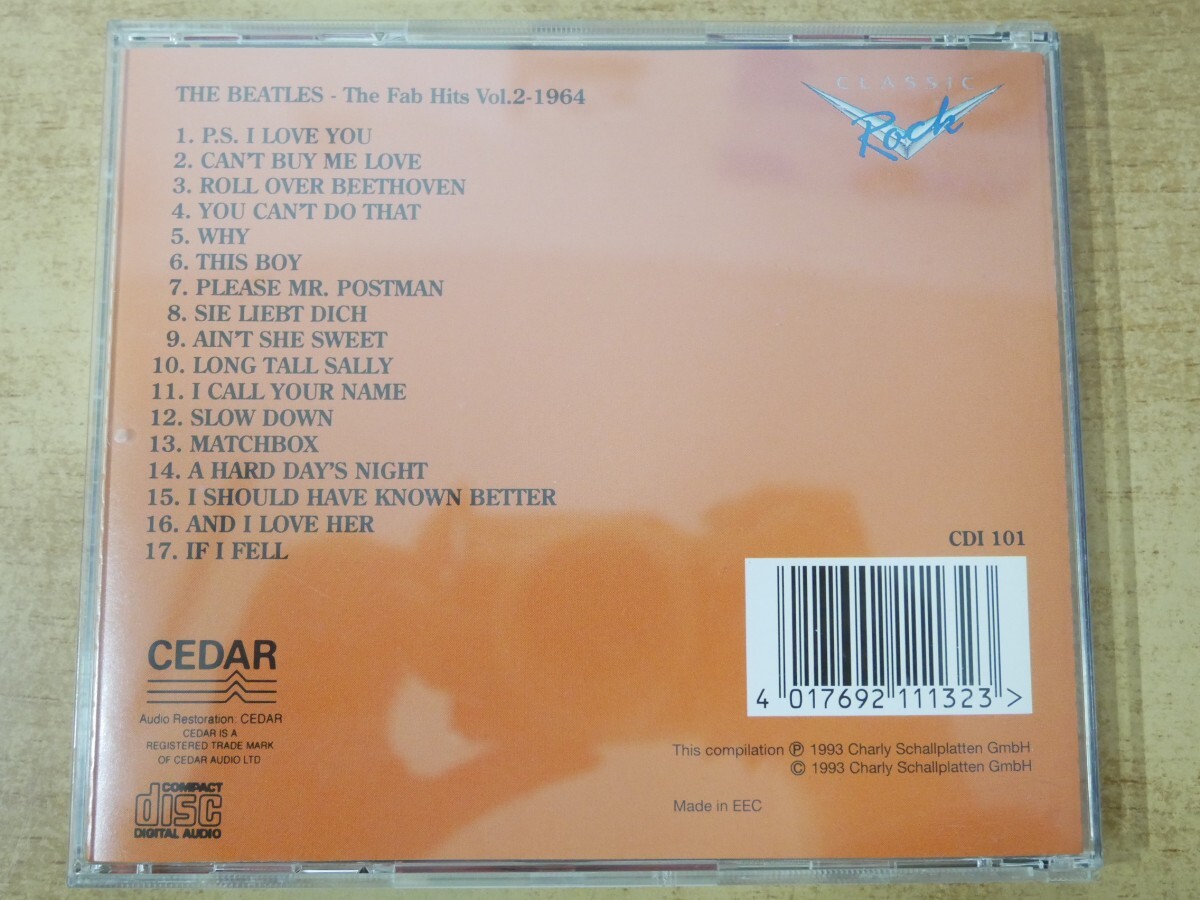 THE BEATLES - The Fab Hits Vol.2-1964
CLASSIC
Rock
1. P.S. I LOVE YOU
2. CAN'T BUY ME LOVE
3. ROLL OVER BEETHOVEN
4. YOU CAN'T DO THAT
5. WHY
6. THIS BOY
7. PLEASE MR. POSTMAN
8. SIE LIEBT DICH
9. AIN'T SHE SWEET
10. LONG TALL SALLY
11. I CALL YOUR NAME
12. SLOW DOWN
13. MATCHBOX
14. A HARD DAY'S NIGHT
15. I SHOULD HAVE KNOWN BETTER
16. AND I LOVE HER
17. IF I FELL
CDI 101
4 017692 111323 >
CEDAR
Audio Restoration: CEDAR
CEDAR IS A
REGISTERED TRADE MARK
OF CEDAR AUDIO LTD
This compilation ℗ 1993 Charly Schallplatten GmbH
© 1993 Charly Schallplatten GmbH
Made in EEC
COMPACT
disc
DIGITAL AUDIO